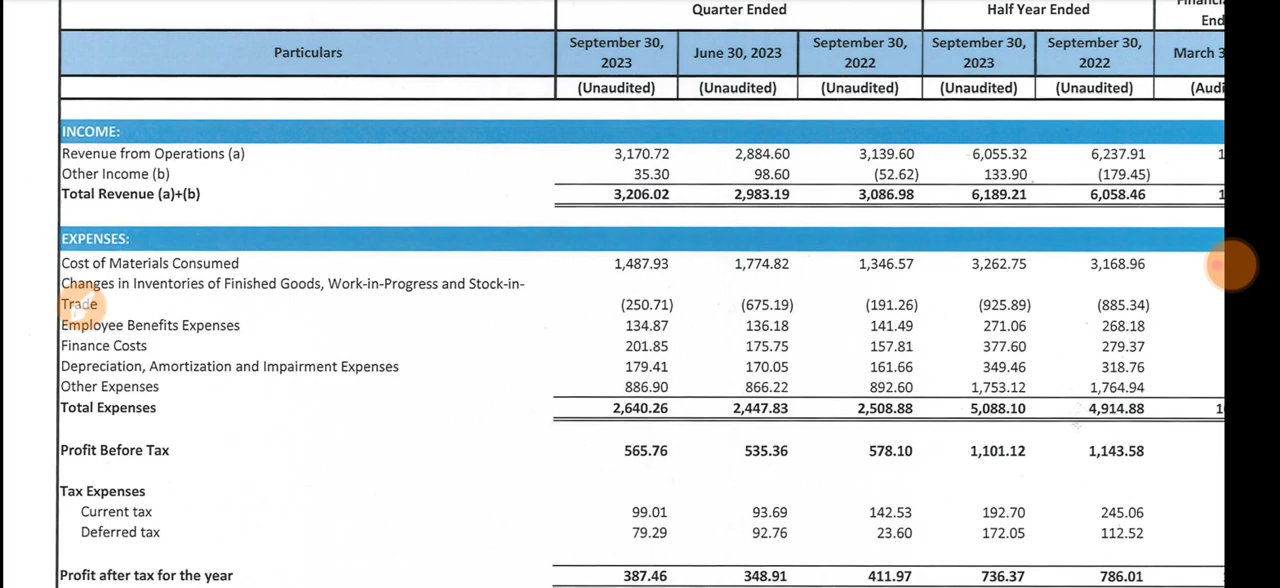 Quarter Ended Half Year Ended
End
Particulars September 30, 2023 June 30, 2023 September 30, 2022 September 30, 2023 September 30, 2022 March 3
(Unaudited) (Unaudited) (Unaudited) (Unaudited) (Unaudited) (Audi
INCOME:
Revenue from Operations (a) 3,170.72 2,884.60 3,139.60 6,055.32 6,237.91 1
Other Income (b) 35.30 98.60 (52.62) 133.90 (179.45)
Total Revenue (a)+(b) 3,206.02 2,983.19 3,086.98 6,189.21 6,058.46 1
EXPENSES:
Cost of Materials Consumed 1,487.93 1,774.82 1,346.57 3,262.75 3,168.96
Changes in Inventories of Finished Goods, Work-in-Progress and Stock-in-
Trade (250.71) (675.19) (191.26) (925.89) (885.34)
Employee Benefits Expenses 134.87 136.18 141.49 271.06 268.18
Finance Costs 201.85 175.75 157.81 377.60 279.37
Depreciation, Amortization and Impairment Expenses 179.41 170.05 161.66 349.46 318.76
Other Expenses 886.90 866.22 892.60 1,753.12 1,764.94
Total Expenses 2,640.26 2,447.83 2,508.88 5,088.10 4,914.88 1
Profit Before Tax 565.76 535.36 578.10 1,101.12 1,143.58
Tax Expenses
Current tax 99.01 93.69 142.53 192.70 245.06
Deferred tax 79.29 92.76 23.60 172.05 112.52
Profit after tax for the year 387.46 348.91 411.97 736.37 786.01